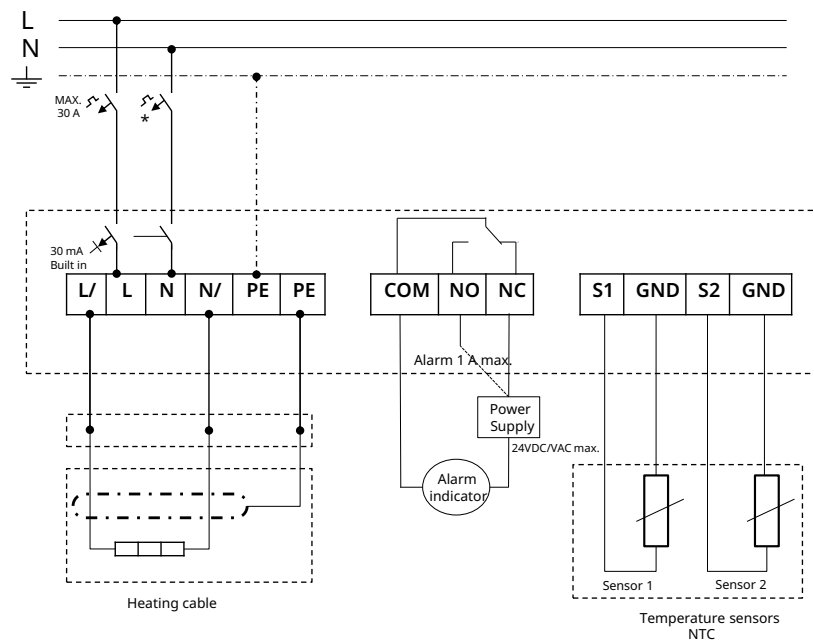 L
N
MAX.
30 A
*
30 mA
Built in
L/ L N N/ PE PE
COM NO NC
S1 GND S2 GND
Alarm 1 A max.
Power
Supply
24VDC/VAC max.
Alarm
indicator
Sensor 1
Sensor 2
Heating cable
Temperature sensors
NTC